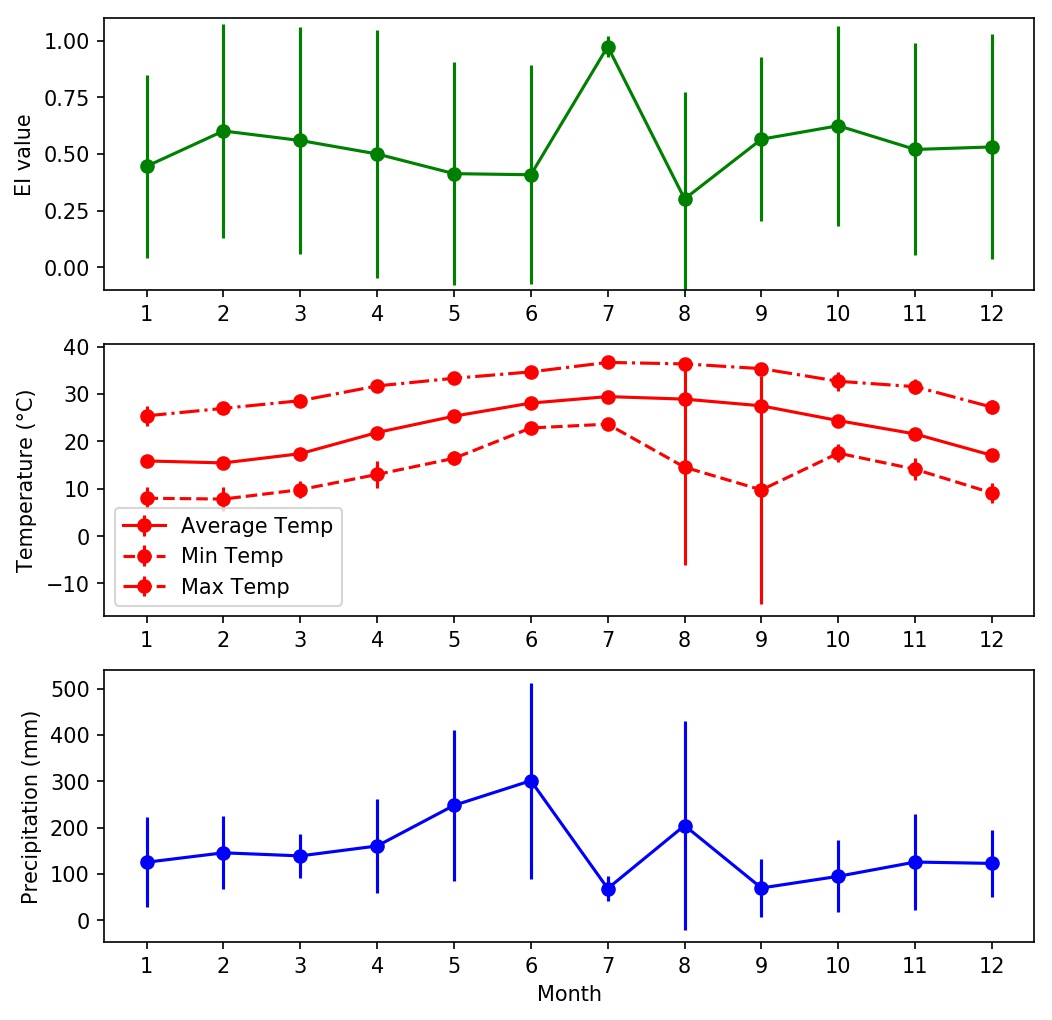 EI value
1.00
0.75
0.50
0.25
0.00
1 2 3 4 5 6 7 8 9 10 11 12
Temperature (°C)
40
30
20
10
0
−10
Average Temp
Min Temp
Max Temp
1 2 3 4 5 6 7 8 9 10 11 12
Precipitation (mm)
500
400
300
200
100
0
1 2 3 4 5 6 7 8 9 10 11 12
Month